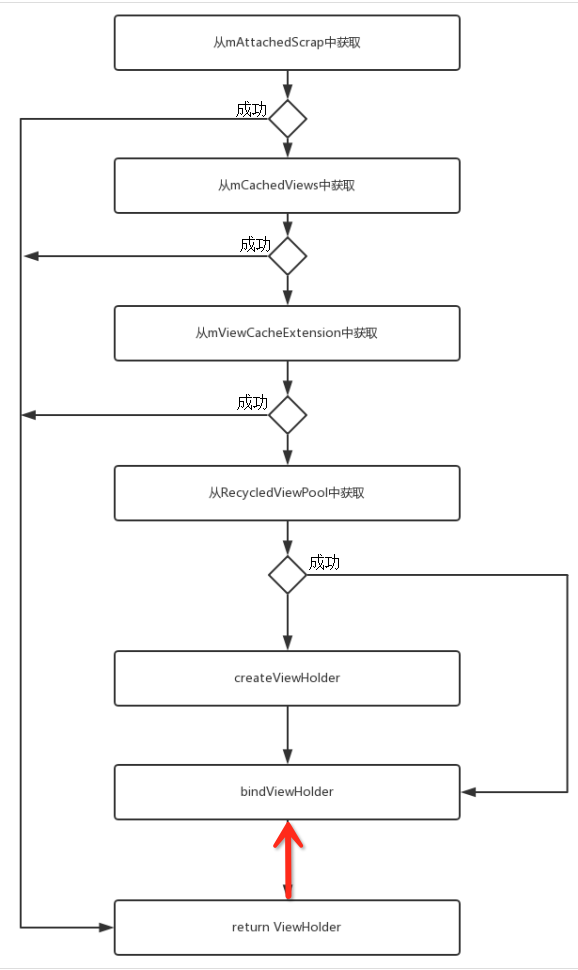 从mAttachedScrap中获取
成功
从mCachedViews中获取
成功
从mViewCacheExtension中获取
成功
从RecycledViewPool中获取
成功
createViewHolder
bindViewHolder
return ViewHolder